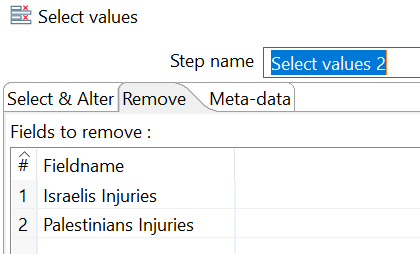 Select values
Step name Select values 2
Select & Alter Remove Meta-data
Fields to remove :
# Fieldname
1 Israelis Injuries
2 Palestinians Injuries